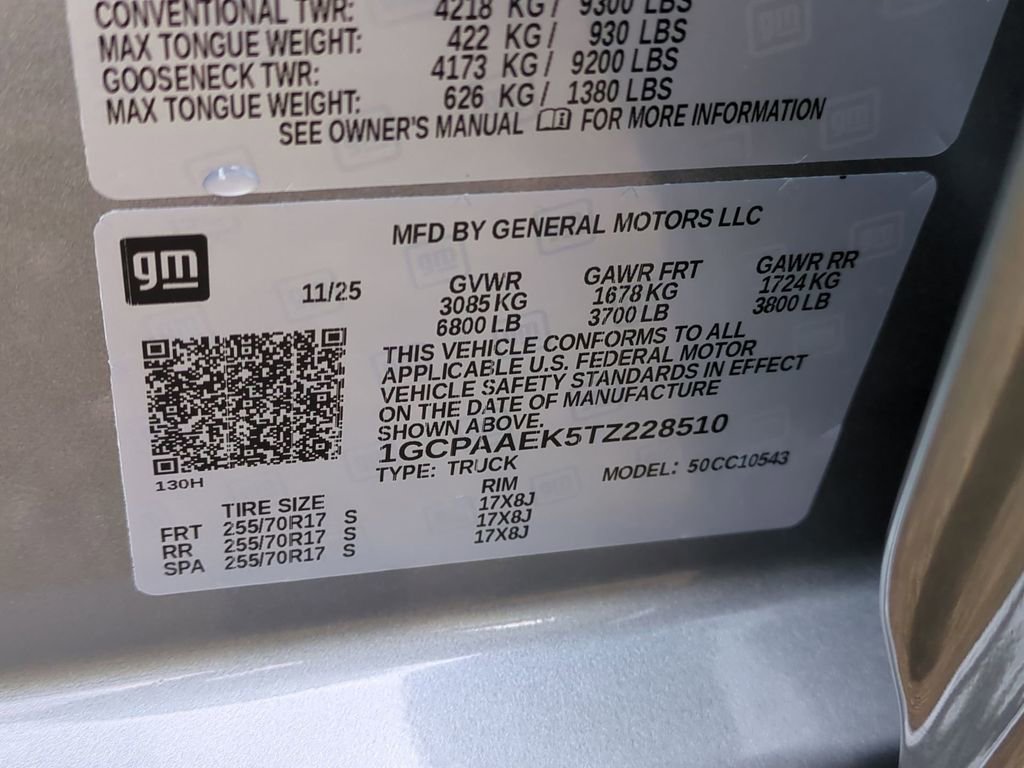 CONVENTIONAL TWR: 4218 KG / 9300 LBS
MAX TONGUE WEIGHT: 422 KG / 930 LBS
GOOSENECK TWR: 4173 KG / 9200 LBS
MAX TONGUE WEIGHT: 626 KG / 1380 LBS
SEE OWNER'S MANUAL FOR MORE INFORMATION
MFD BY GENERAL MOTORS LLC
gm
11/25
GVWR GAWR FRT GAWR RR
3085 KG 1678 KG 1724 KG
6800 LB 3700 LB 3800 LB
THIS VEHICLE CONFORMS TO ALL
APPLICABLE U.S. FEDERAL MOTOR
VEHICLE SAFETY STANDARDS IN EFFECT
ON THE DATE OF MANUFACTURE
SHOWN ABOVE.
1GCPAAEK5TZ228510
TYPE: TRUCK MODEL: 50CC10543
130H
TIRE SIZE RIM
FRT 255/70R17 S 17X8J
RR 255/70R17 S 17X8J
SPA 255/70R17 S 17X8J